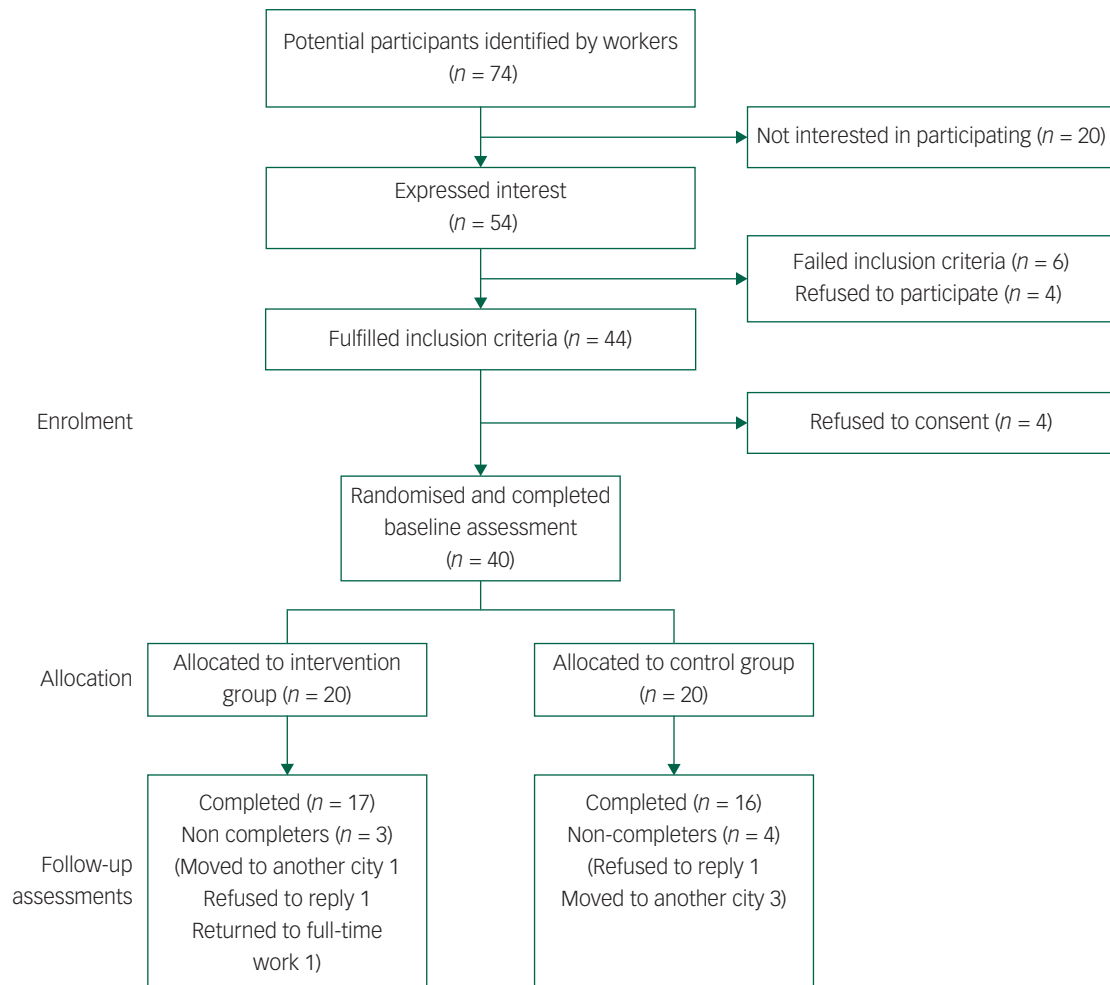 Potential participants identified by workers
(n = 74)
Not interested in participating (n = 20)
Expressed interest
(n = 54)
Failed inclusion criteria (n = 6)
Refused to participate (n = 4)
Fulfilled inclusion criteria (n = 44)
Enrolment
Refused to consent (n = 4)
Randomised and completed
baseline assessment
(n = 40)
Allocation
Allocated to intervention
group (n = 20)
Allocated to control group
(n = 20)
Follow-up
assessments
Completed (n = 17)
Non completers (n = 3)
(Moved to another city 1
Refused to reply 1
Returned to full-time
work 1)
Completed (n = 16)
Non-completers (n = 4)
(Refused to reply 1
Moved to another city 3)